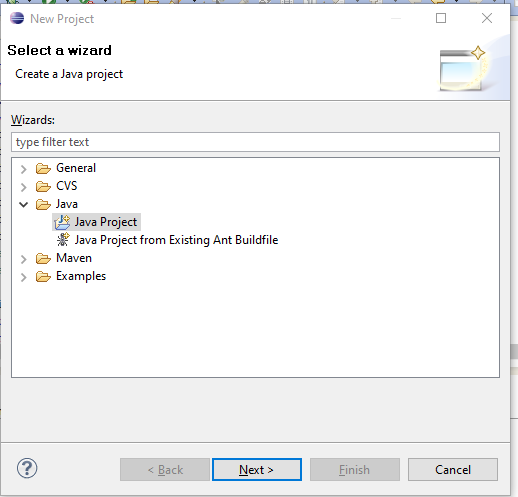 New Project
Select a wizard
Create a Java project
Wizards:
type filter text
General
CVS
Java
Java Project
Java Project from Existing Ant Buildfile
Maven
Examples
? < Back Next > Finish Cancel